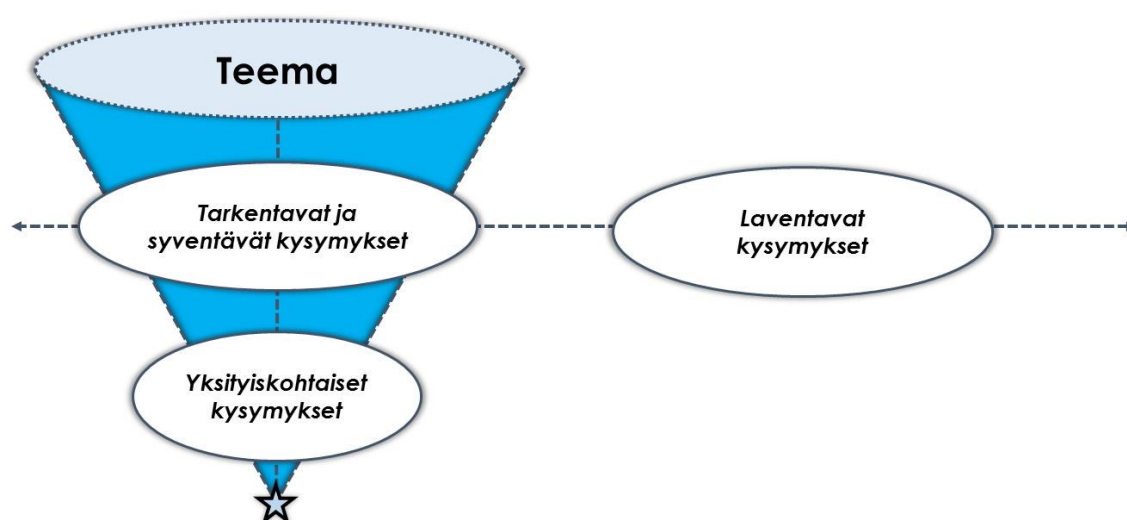 Teema
Tarkentavat ja
syventävät kysymykset
Laventavat
kysymykset
Yksityiskohtaiset
kysymykset